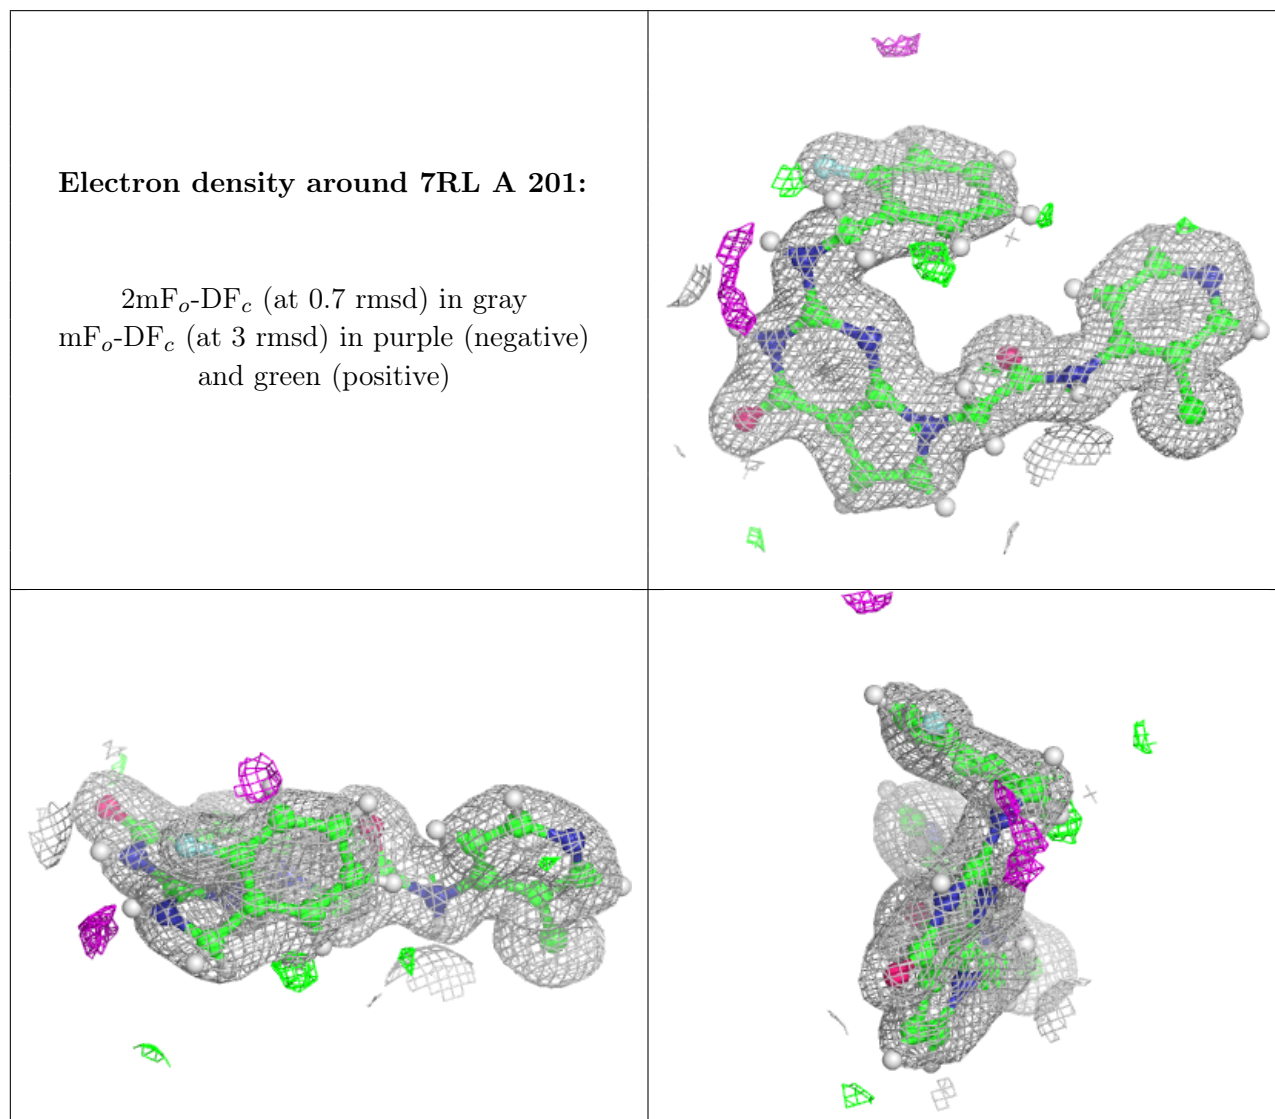 Electron density around 7RL A 201:
2mFo-DFc (at 0.7 rmsd) in gray
mFo-DFc (at 3 rmsd) in purple (negative)
and green (positive)